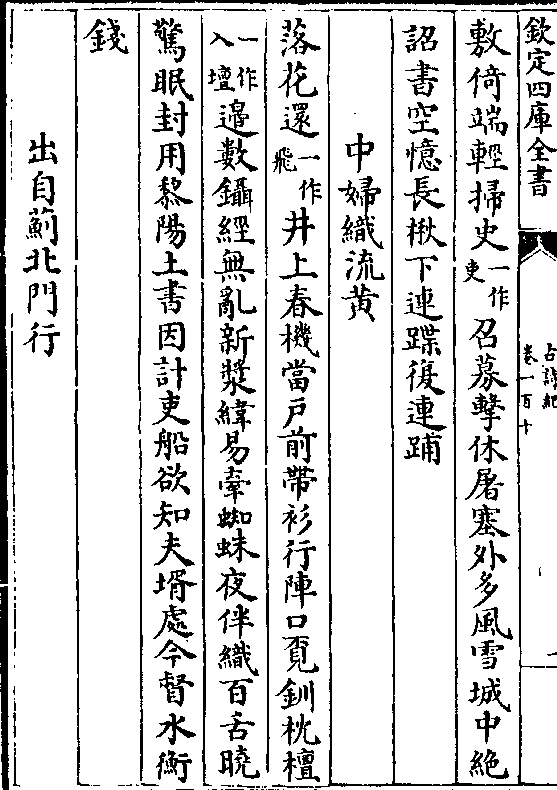 欽定四庫全書
古詩紀
卷一百十
敷倚端輕掃史一作吏召募擊休屠塞外多風雪城中絶
詔書空憶長楸下連蹀復連踊
中婦織流黄
落花還一作飛井上春機當戶前帶衫行障口覓釧枕檀
一作入壇邉數鑷經無亂新漿緯易牽蜘蛛夜伴織百舌曉
驚眠封用黎陽土書因計吏船欲知夫壻處今督水衡
錢
出自薊北門行